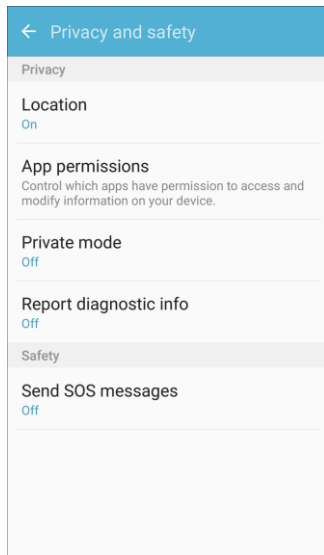 Privacy and safety
Privacy
Location
On
App permissions
Control which apps have permission to access and
modify information on your device.
Private mode
Off
Report diagnostic info
Off
Safety
Send SOS messages
Off